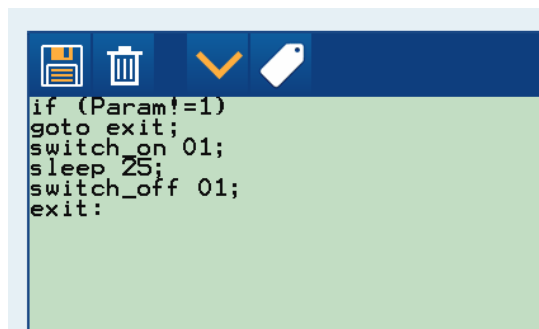 if (Param!=1)
goto exit;
switch_on 01;
sleep 25;
switch_off 01;
exit: